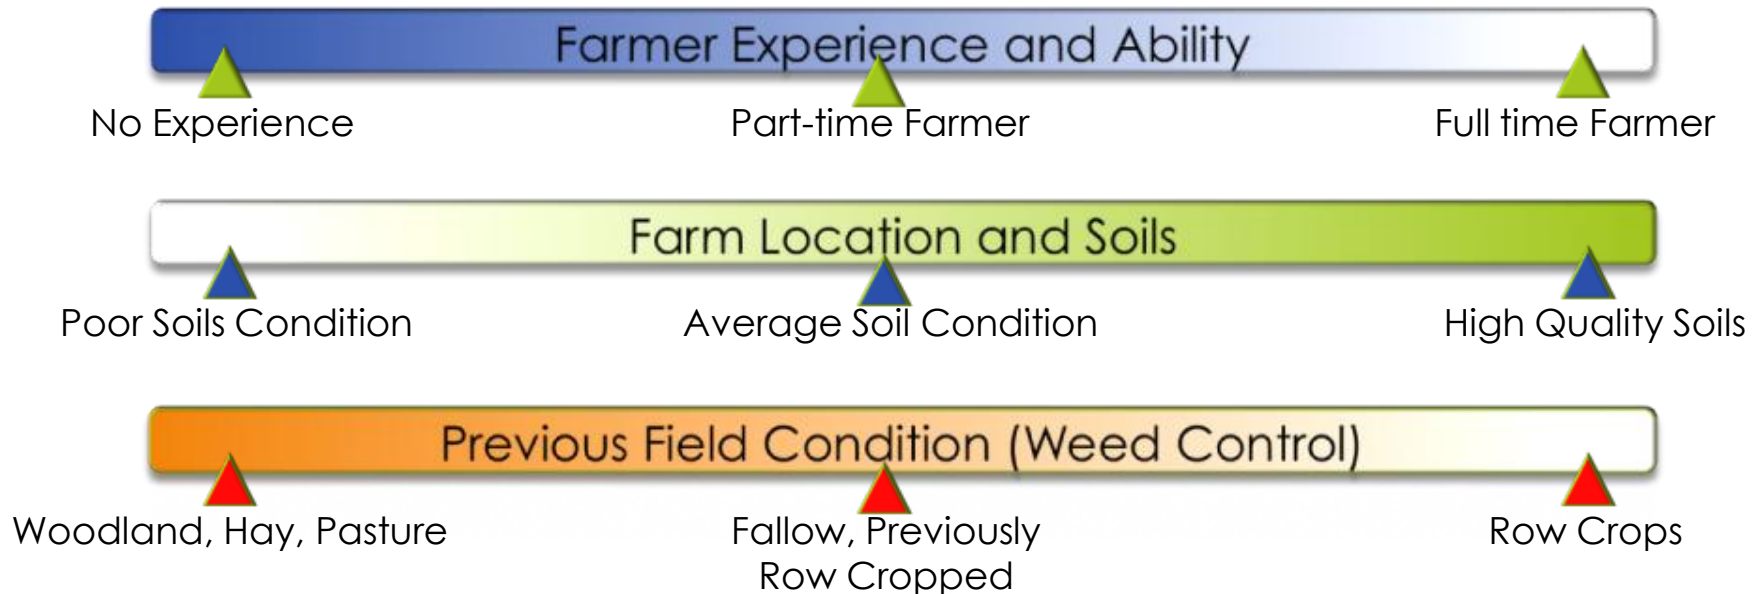 Farmer Experience and Ability
No Experience
Part-time Farmer
Full time Farmer
Farm Location and Soils
Poor Soils Condition
Average Soil Condition
High Quality Soils
Previous Field Condition (Weed Control)
Woodland, Hay, Pasture
Fallow, Previously
Row Cropped
Row Crops